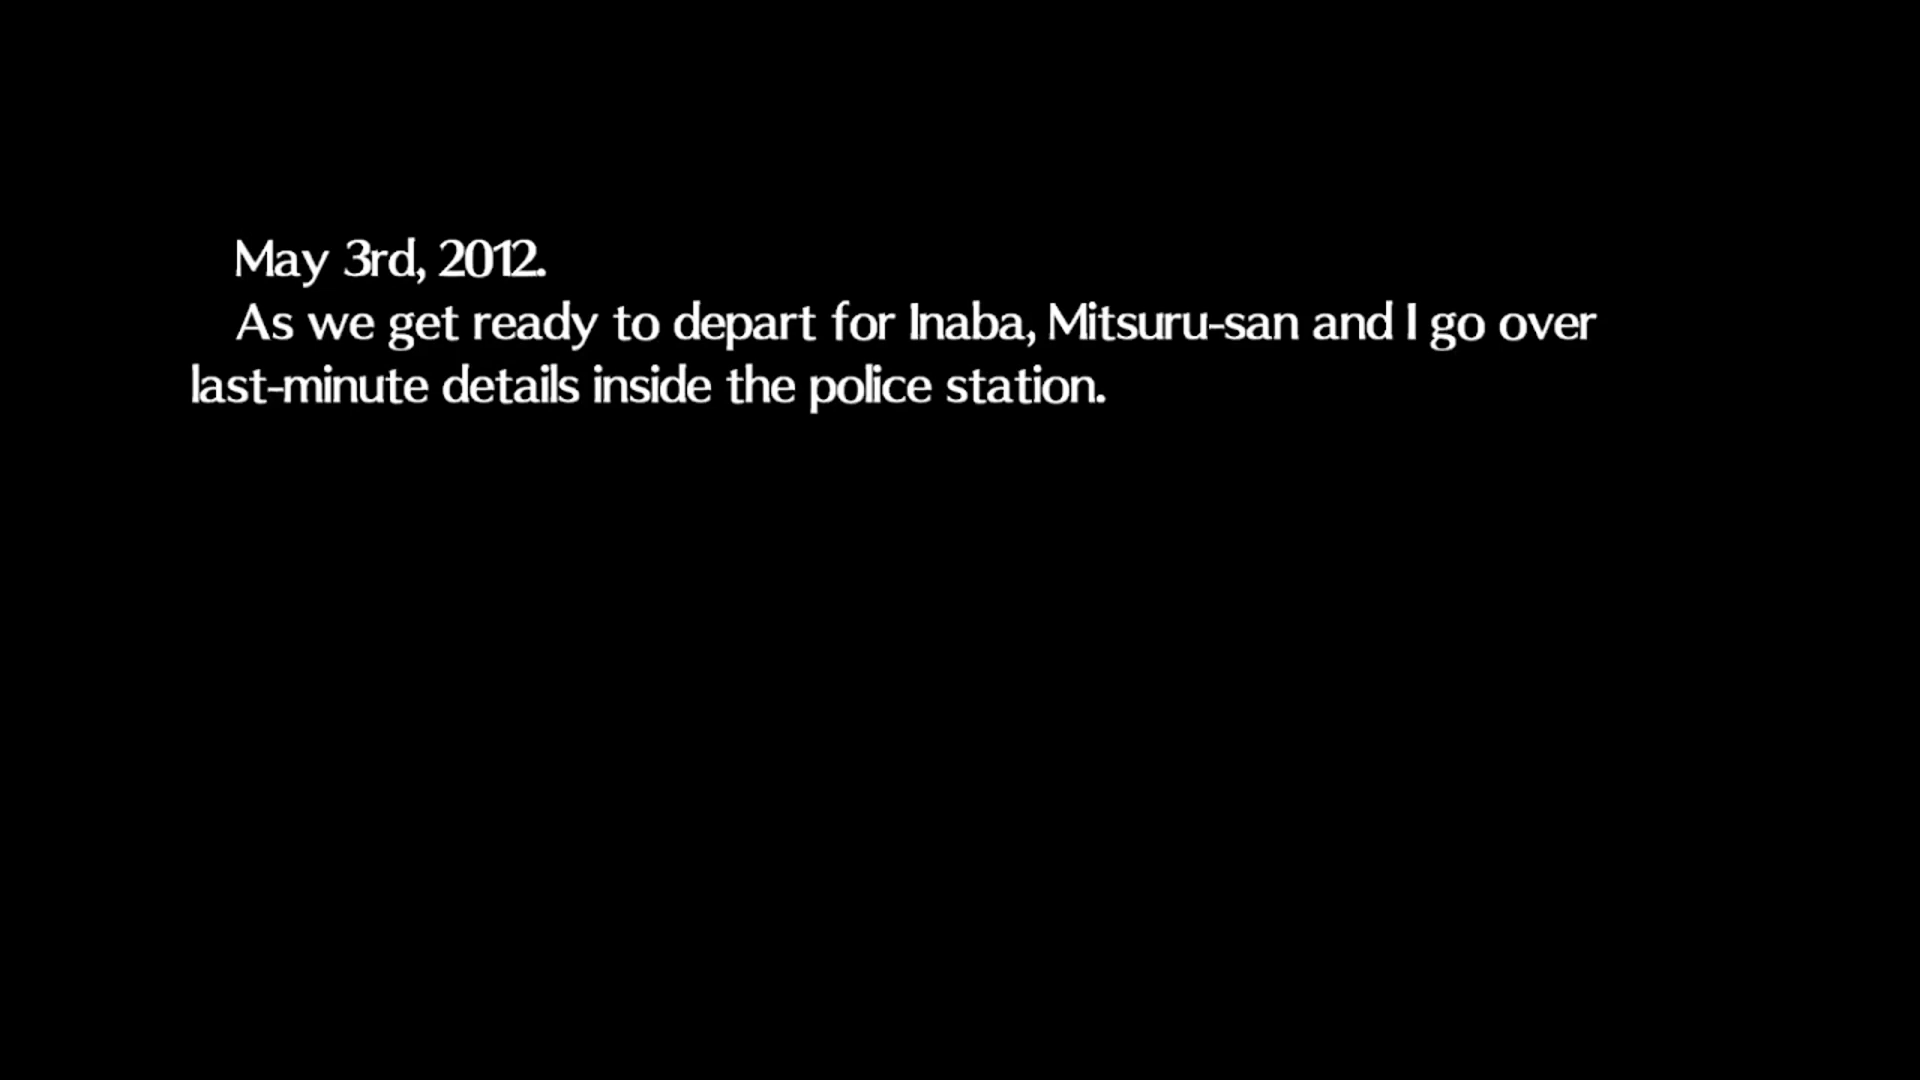 May 3rd, 2012.
As we get ready to depart for Inaba, Mitsuru-san and I go over
last-minute details inside the police station.